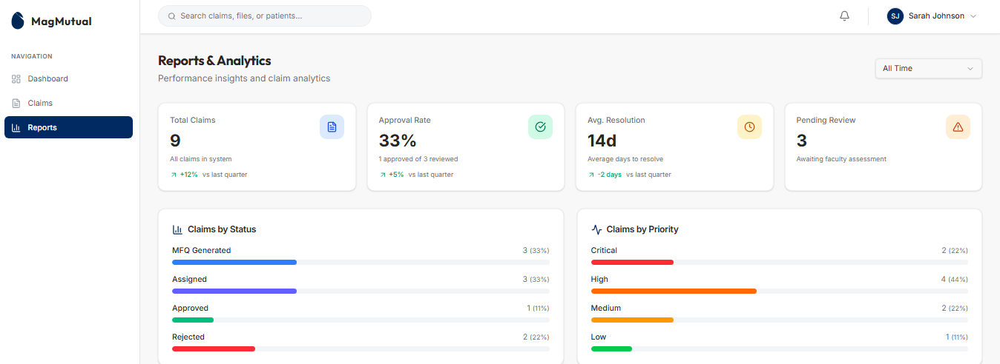 MagMutual
Search claims, files, or patients...
SJ
Sarah Johnson
NAVIGATION
Dashboard
Claims
Reports
Reports & Analytics
Performance insights and claim analytics
All Time
Total Claims
9
All claims in system
+12% vs last quarter
Approval Rate
33%
1 approved of 3 reviewed
+5% vs last quarter
Avg. Resolution
14d
Average days to resolve
-2 days vs last quarter
Pending Review
3
Awaiting faculty assessment
Claims by Status
MFQ Generated 3 (33%)
Assigned 3 (33%)
Approved 1 (11%)
Rejected 2 (22%)
Claims by Priority
Critical 2 (22%)
High 4 (44%)
Medium 2 (22%)
Low 1 (11%)